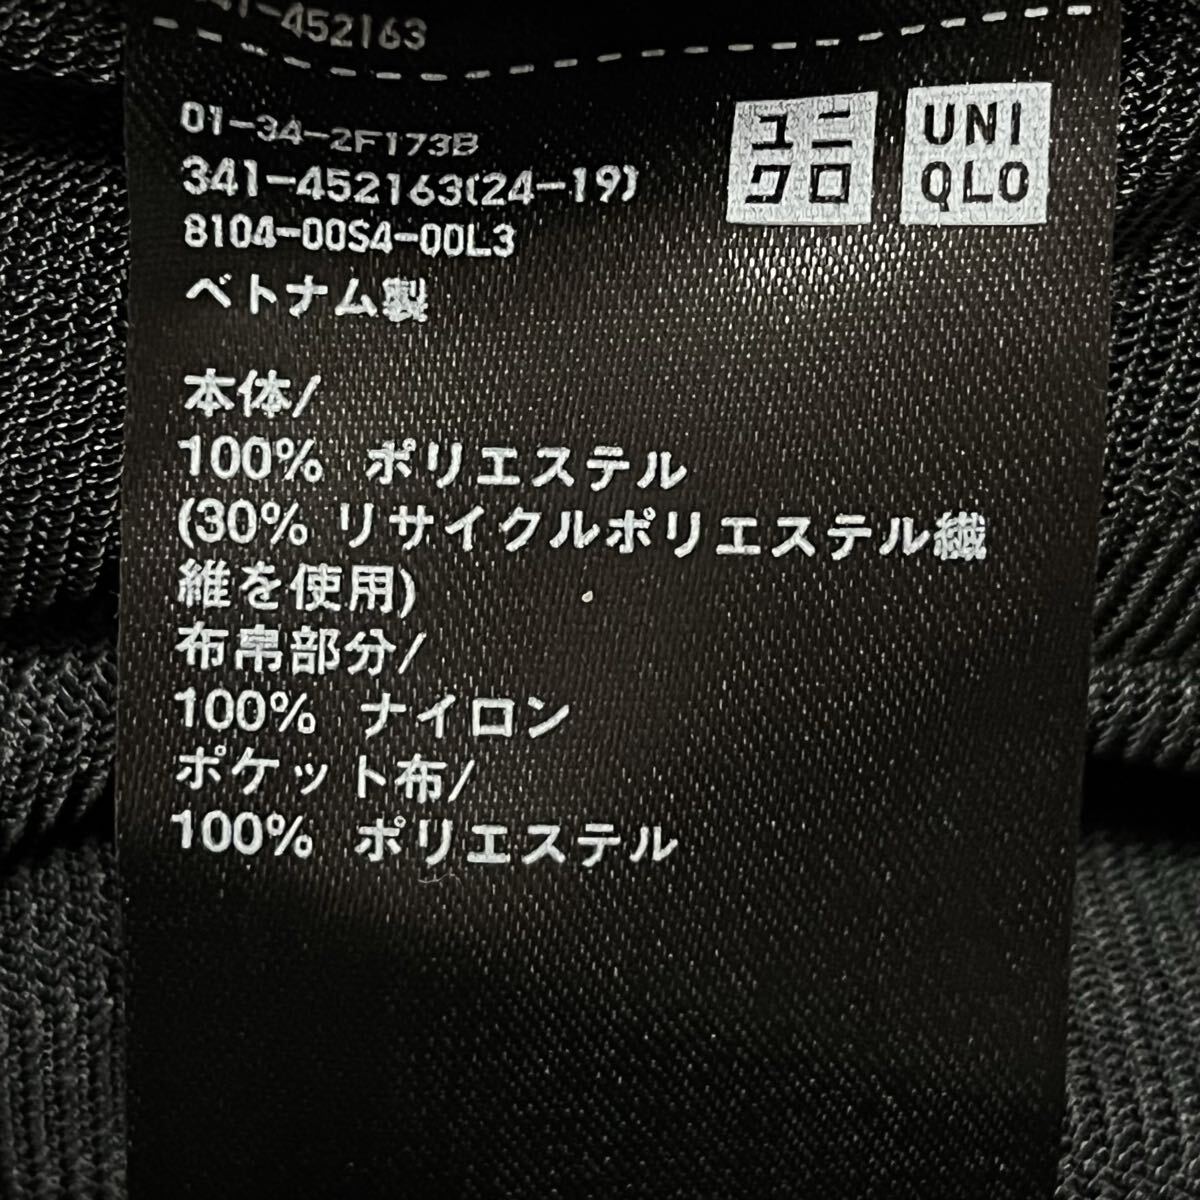 341-452163
01-34-2F173B
341-452163(24-19)
8104-00S4-00L3
ベトナム製
ユニ
クロ
UNI
QLO
本体/
100% ポリエステル
(30% リサイクルポリエステル繊
維を使用)
布帛部分/
100% ナイロン
ポケット布/
100% ポリエステル